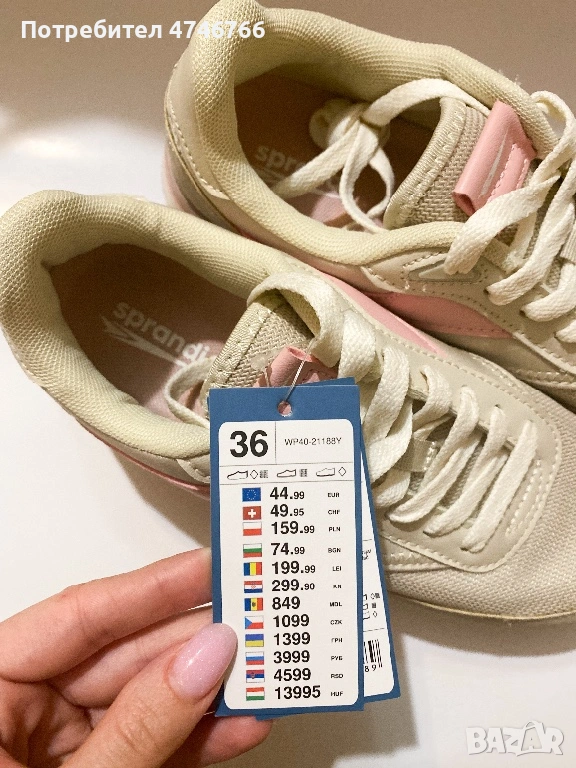 Потребител 4746766
sprandi
sprandi
36 WP40-21188Y
44.99 EUR
49.95 CHF
159.99 PLN
74.99 BGN
199.99 LEI
299.90 KN
849 MDL
1099 CZK
1399 ГРН
3999 РУБ
4599 RSD
13995 HUF
BAZAR